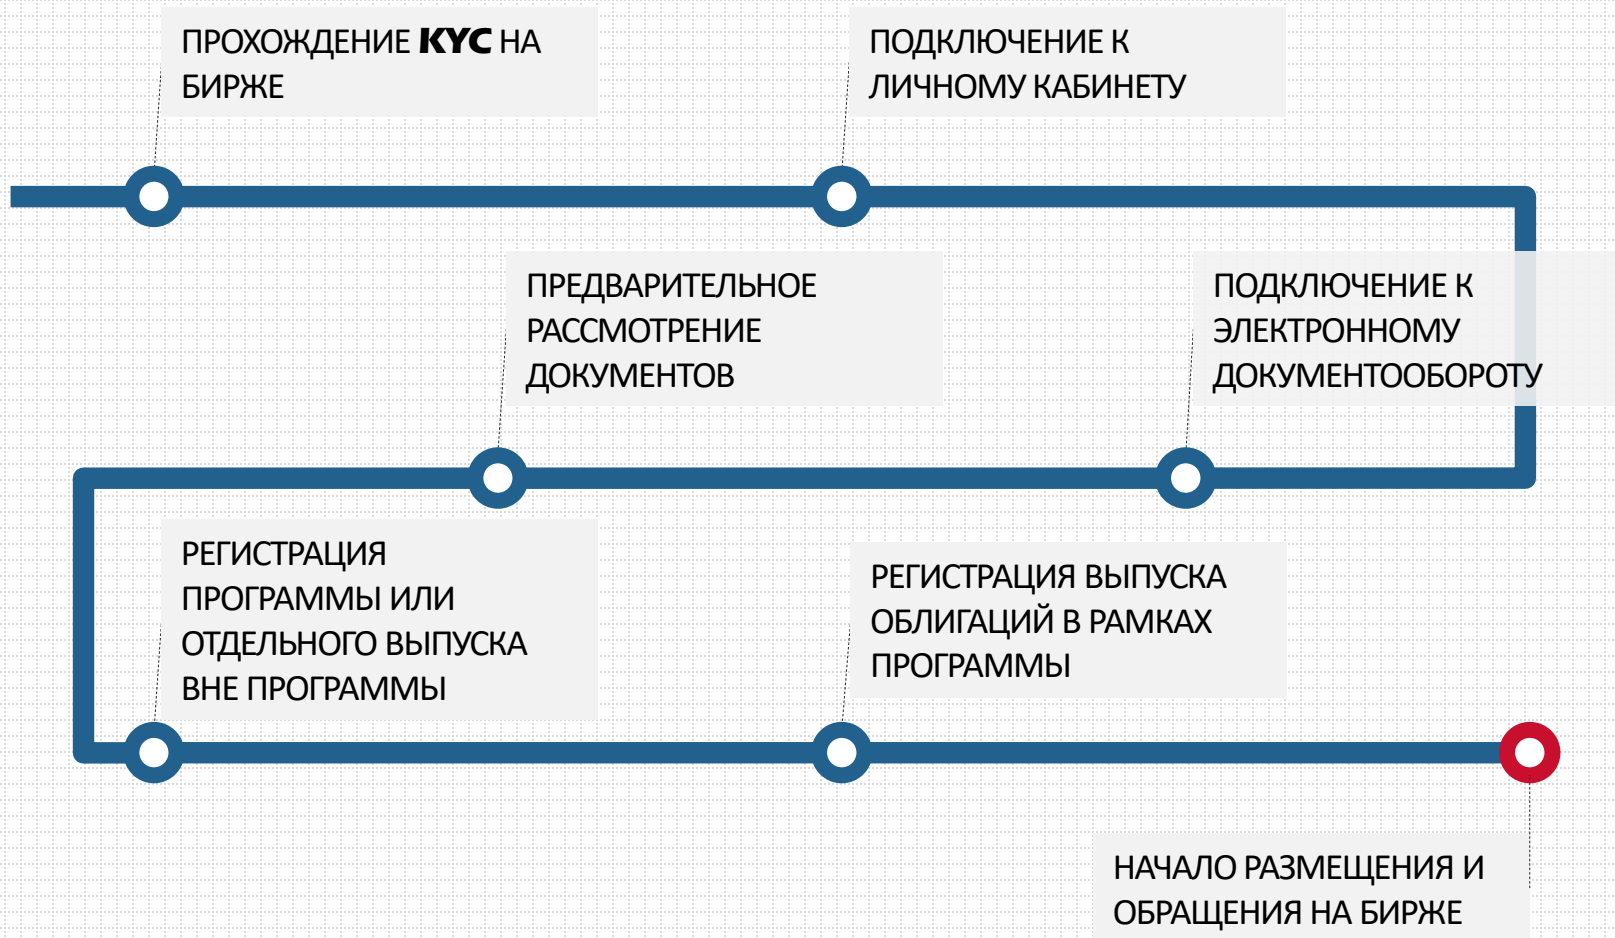 ПРОХОЖДЕНИЕ KYC НА
БИРЖЕ
ПОДКЛЮЧЕНИЕ К
ЛИЧНОМУ КАБИНЕТУ
ПОДКЛЮЧЕНИЕ К
ЭЛЕКТРОННОМУ
ДОКУМЕНТООБОРОТУ
ПРЕДВАРИТЕЛЬНОЕ
РАССМОТРЕНИЕ
ДОКУМЕНТОВ
РЕГИСТРАЦИЯ
ПРОГРАММЫ ИЛИ
ОТДЕЛЬНОГО ВЫПУСКА
ВНЕ ПРОГРАММЫ
РЕГИСТРАЦИЯ ВЫПУСКА
ОБЛИГАЦИЙ В РАМКАХ
ПРОГРАММЫ
НАЧАЛО РАЗМЕЩЕНИЯ И
ОБРАЩЕНИЯ НА БИРЖЕ